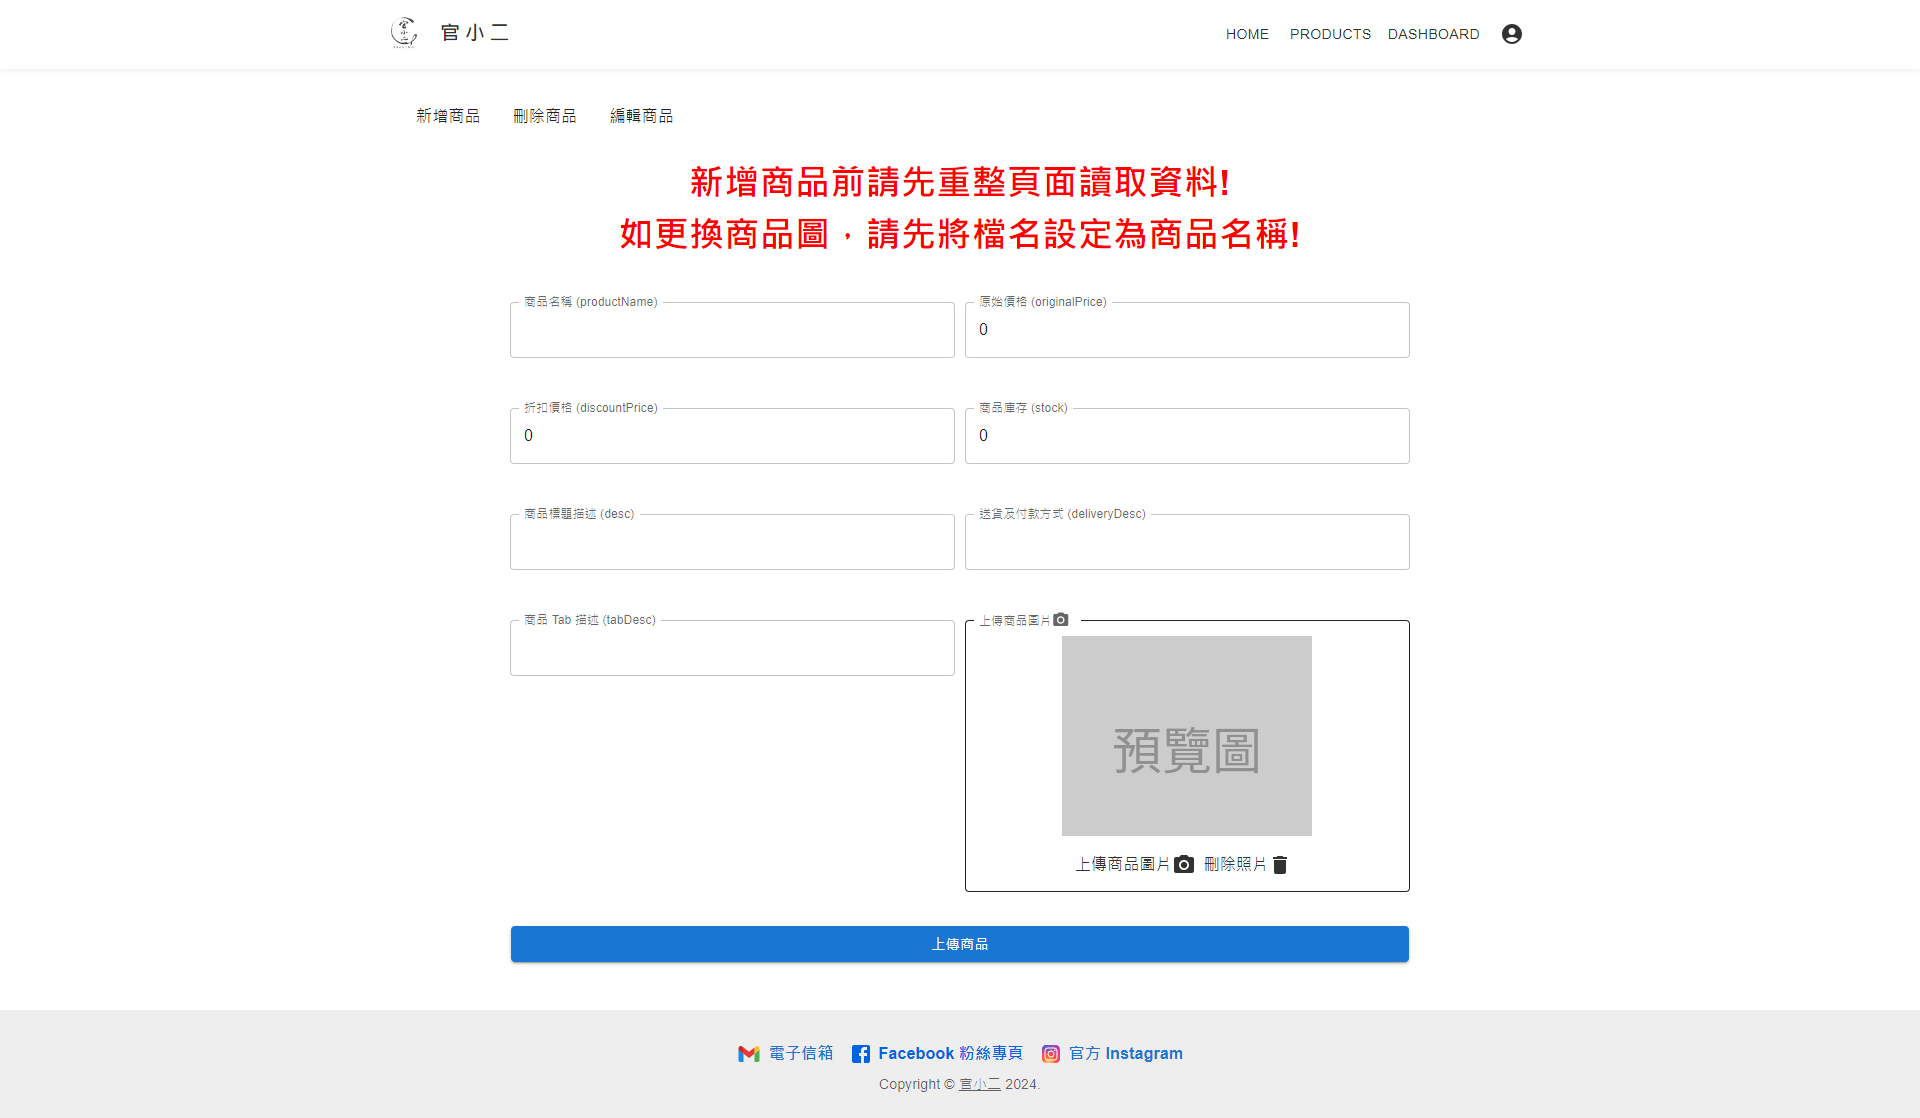 官小二
HOME PRODUCTS DASHBOARD
新增商品 刪除商品 編輯商品
新增商品前請先重整頁面讀取資料!
如更換商品圖，請先將檔名設定為商品名稱!
商品名稱 (productName)
原始價格 (originalPrice)
0
折扣價格 (discountPrice)
0
商品庫存 (stock)
0
商品標題描述 (desc)
送貨及付款方式 (deliveryDesc)
商品 Tab 描述 (tabDesc)
上傳商品圖片
預覽圖
上傳商品圖片 刪除照片
上傳商品
電子信箱 Facebook 粉絲專頁 官方 Instagram
Copyright © 官小二 2024.